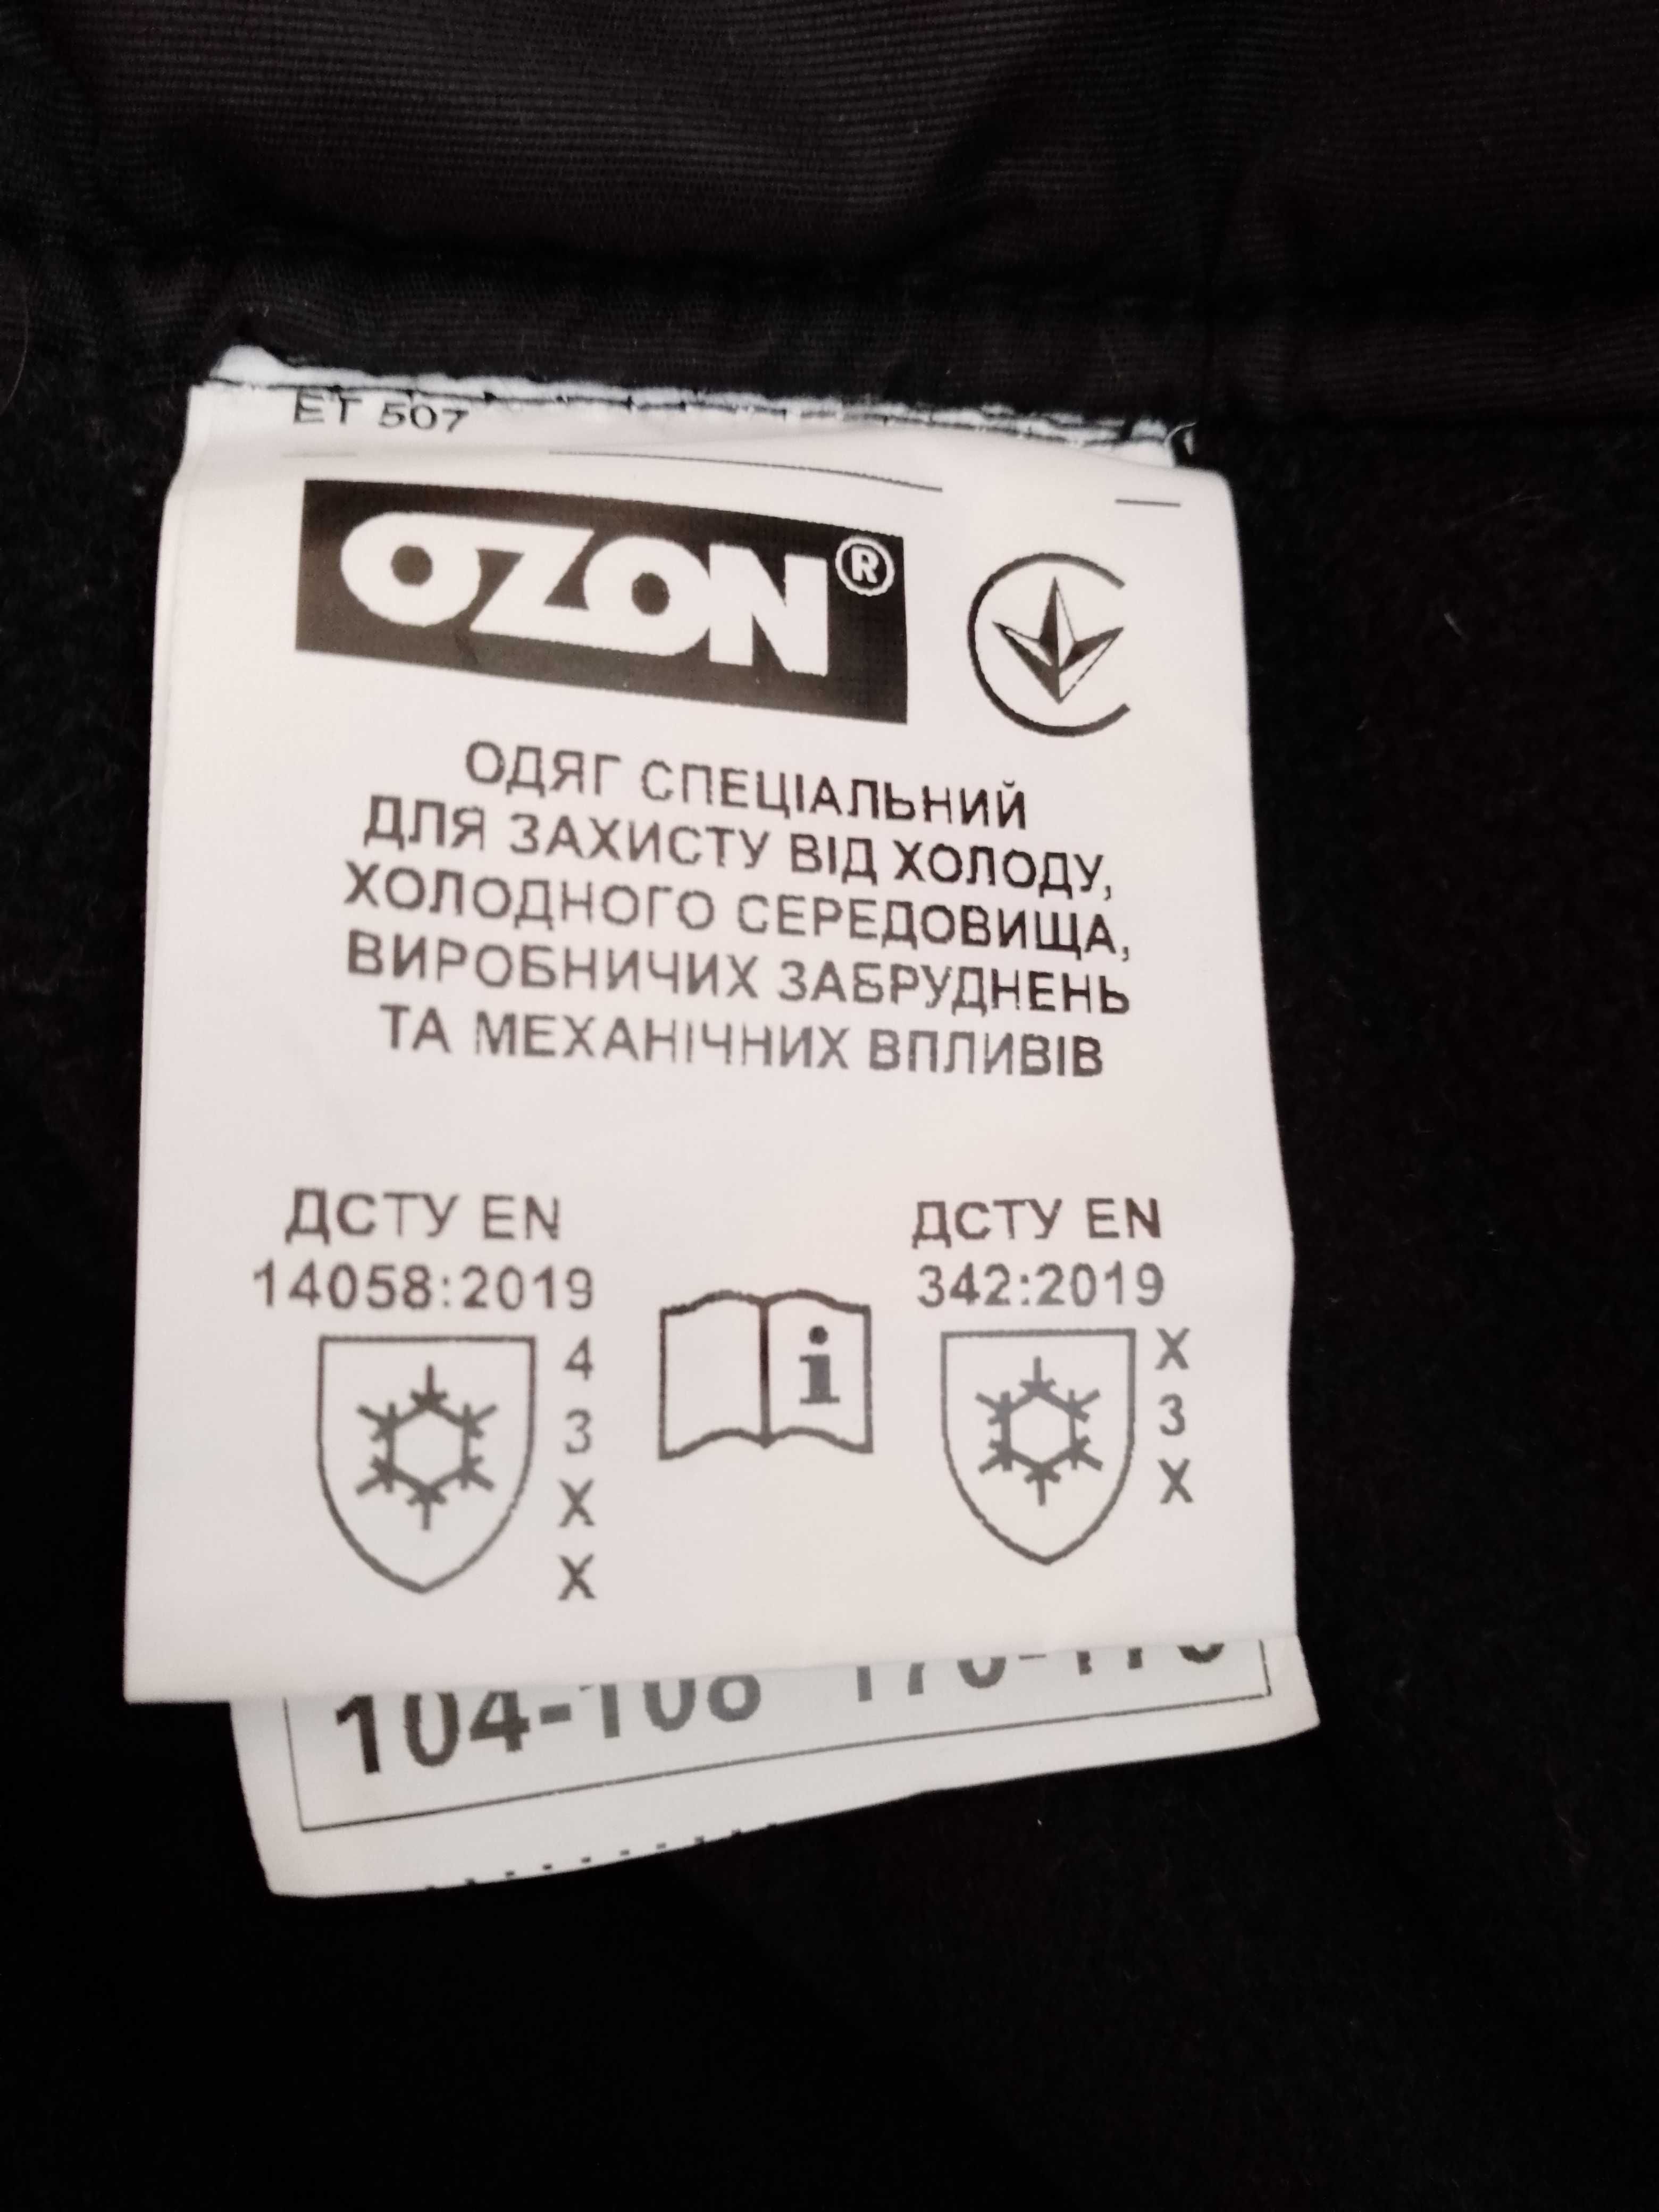 ET 507
OZON®
ОДЯГ СПЕЦІАЛЬНИЙ
ДЛЯ ЗАХИСТУ ВІД ХОЛОДУ,
ХОЛОДНОГО СЕРЕДОВИЩА,
ВИРОБНИЧИХ ЗАБРУДНЕНЬ
ТА МЕХАНІЧНИХ ВПЛИВІВ
ДСТУ EN
14058:2019
4
3
X
X
i
ДСТУ EN
342:2019
X
3
X
104-108